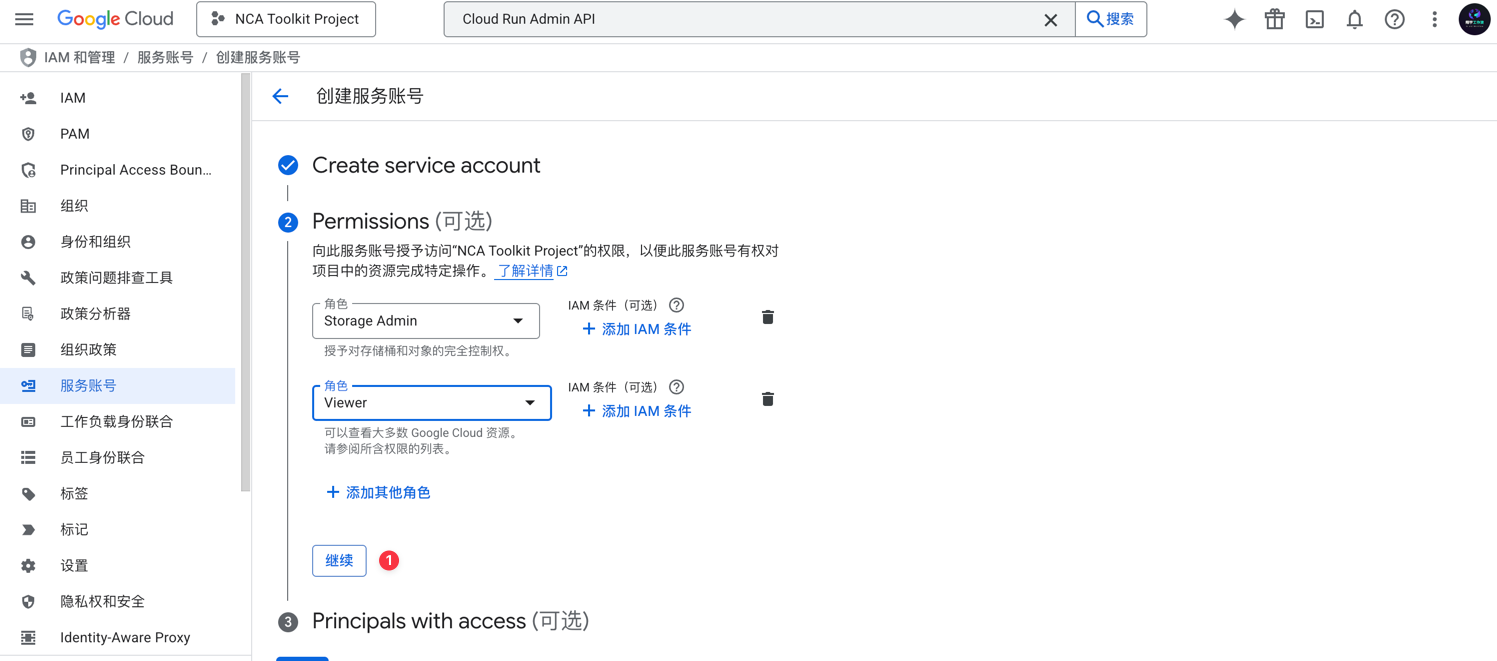 Google Cloud
NCA Toolkit Project
Cloud Run Admin API
搜索
IAM 和管理 / 服务账号 / 创建服务账号
IAM
PAM
Principal Access Boun...
组织
身份和组织
政策问题排查工具
政策分析器
组织政策
服务账号
工作负载身份联合
员工身份联合
标签
标记
设置
隐私权和安全
Identity-Aware Proxy
创建服务账号
Create service account
2
Permissions (可选)
向此服务账号授予访问“NCA Toolkit Project”的权限，以便此服务账号有权对
项目中的资源完成特定操作。 了解详情
角色
Storage Admin
IAM 条件（可选）
添加 IAM 条件
授予对存储桶和对象的完全控制权。
角色
Viewer
IAM 条件（可选）
添加 IAM 条件
可以查看大多数 Google Cloud 资源。
请参阅所含权限的列表。
添加其他角色
继续
1
3
Principals with access (可选)